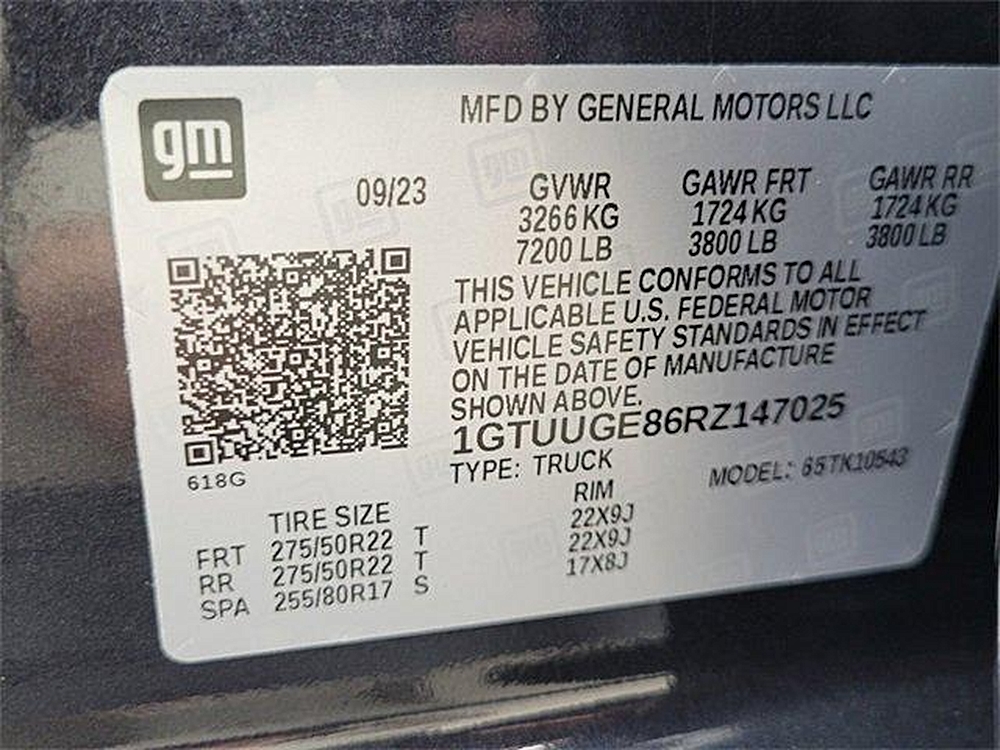 gm
MFD BY GENERAL MOTORS LLC
09/23
GVWR GAWR FRT GAWR RR
3266 KG 1724 KG 1724 KG
7200 LB 3800 LB 3800 LB
THIS VEHICLE CONFORMS TO ALL
APPLICABLE U.S. FEDERAL MOTOR
VEHICLE SAFETY STANDARDS IN EFFECT
ON THE DATE OF MANUFACTURE
SHOWN ABOVE.
1GTUUGE86RZ147025
618G
TYPE: TRUCK MODEL: 65TK10543
TIRE SIZE RIM
FRT 275/50R22 T 22X9J
RR 275/50R22 T 22X9J
SPA 255/80R17 S 17X8J